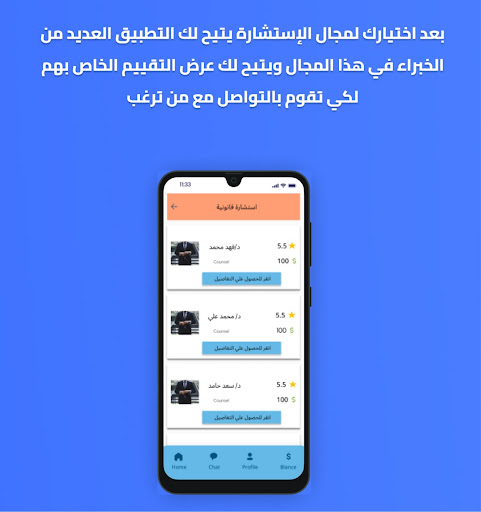 بعد اختيارك لمجال الإستشارة يتيح لك التطبيق العديد من
الخبراء في هذا المجال ويتيح لك عرض التقييم الخاص بهم
لكي تقوم بالتواصل مع من ترغب
11:33
استشارة قانونية
د/فهد محمد
5.5
Counsel
100 $
انقر للحصول علي التفاصيل
د/ محمد علي
5.5
Counsel
100 $
انقر للحصول علي التفاصيل
د/ سعد حامد
5.5
Counsel
100 $
انقر للحصول علي التفاصيل
Home Chat Profile $ Blance